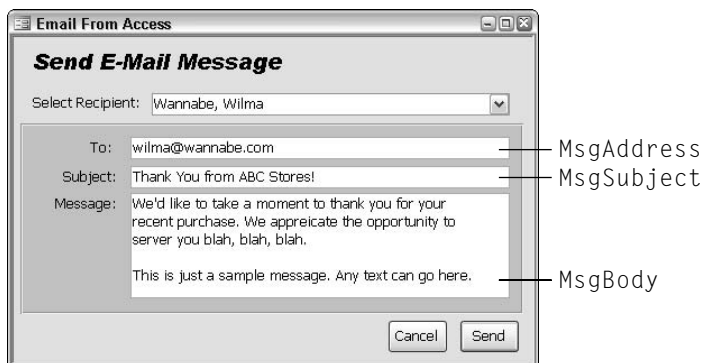 Email From Access
Send E-Mail Message
Select Recipient: Wannabe, Wilma
To: wilma@wannabe.com
MsgAddress
Subject: Thank You from ABC Stores!
MsgSubject
Message: We'd like to take a moment to thank you for your
recent purchase. We appreicate the opportunity to
server you blah, blah, blah.
This is just a sample message. Any text can go here.
MsgBody
Cancel Send